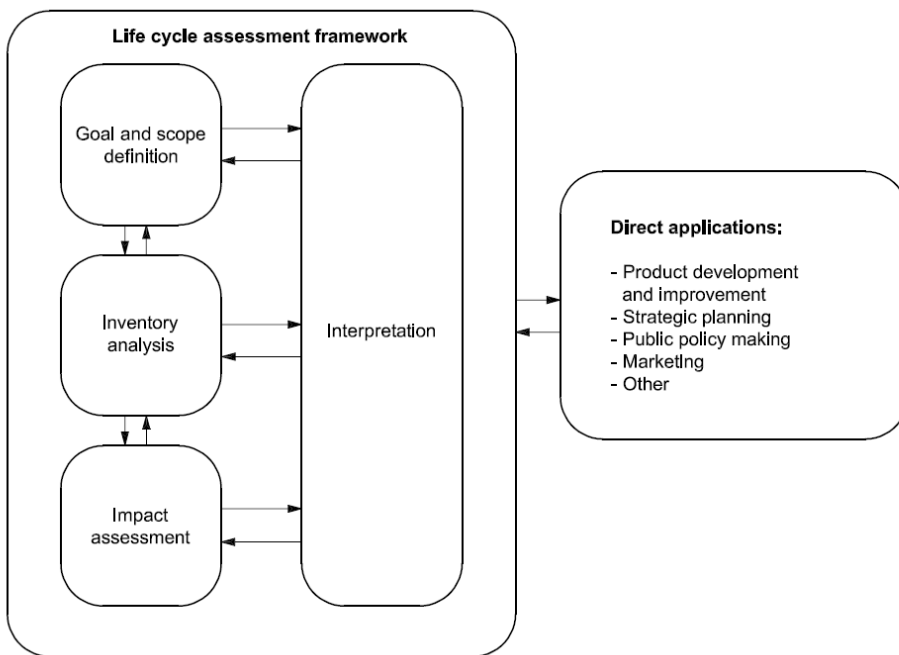 Life cycle assessment framework
Goal and scope
definition
Inventory
analysis
Impact
assessment
Interpretation
Direct applications:
- Product development
and improvement
- Strategic planning
- Public policy making
- Marketing
- Other